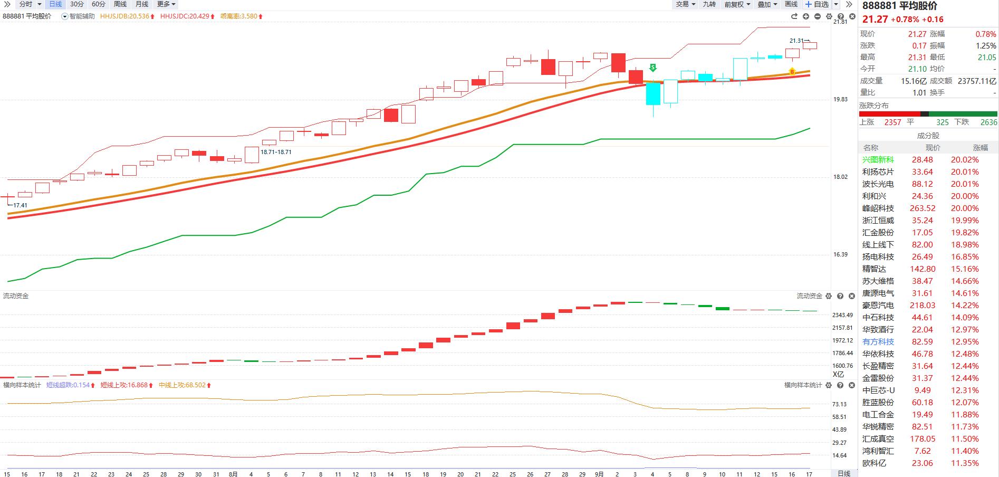 分时 日线 30分 60分 周线 月线 更多 交易 九转 前复权 叠加 画线 自选
888881 平均股价 智能辅助 HHJSJDB:20.536 HHJSJDC:20.429 乖离率:3.580
21.81
19.83
18.02
16.39
21.31
18.71-18.71
17.41
S
B
流动资金 流动资金
2343.49
2157.81
1972.12
1786.44
1600.76
X亿
横向样本统计 短线超跌:0.154 短线上攻:16.868 中线上攻:68.502 横向样本统计
73.13
58.51
43.89
29.27
14.64
15 16 17 18 21 22 23 24 25 28 29 30 31 8月 4 5 6 7 8 11 12 13 14 15 18 19 20 21 22 25 26 27 28 29 9月 2 3 4 5 8 9 10 11 12 15 16 17 日线
888881 平均股价
21.27 +0.78% +0.16
现价 21.27 涨幅 0.78%
涨跌 0.17 振幅 1.25%
最高 21.31 最低 21.05
今开 21.10 均价 -
成交量 15.16亿 成交额 23757.11亿
量比 1.01 换手 -
涨跌分布
上涨 2357 平 325 下跌 2636
成分股
名称 现价 涨幅
兴图新科 28.48 20.02%
利扬芯片 33.64 20.01%
波长光电 88.12 20.01%
利和兴 24.36 20.00%
峰岹科技 263.52 20.00%
浙江恒威 35.24 19.99%
汇金股份 17.05 19.82%
线上线下 82.00 18.98%
扬电科技 26.49 16.85%
精智达 142.80 15.16%
苏大维格 38.47 14.66%
唐源电气 31.61 14.61%
豪恩汽电 218.03 14.22%
中石科技 44.61 14.09%
华致酒行 22.04 12.97%
有方科技 82.59 12.95%
华依科技 46.78 12.48%
长盈精密 31.64 12.44%
金雷股份 31.37 12.44%
中巨芯-U 9.49 12.31%
胜蓝股份 60.18 12.07%
电工合金 19.49 11.88%
华锐精密 82.51 11.73%
汇成真空 178.05 11.50%
鸿利智汇 7.62 11.40%
欧科亿 23.06 11.35%